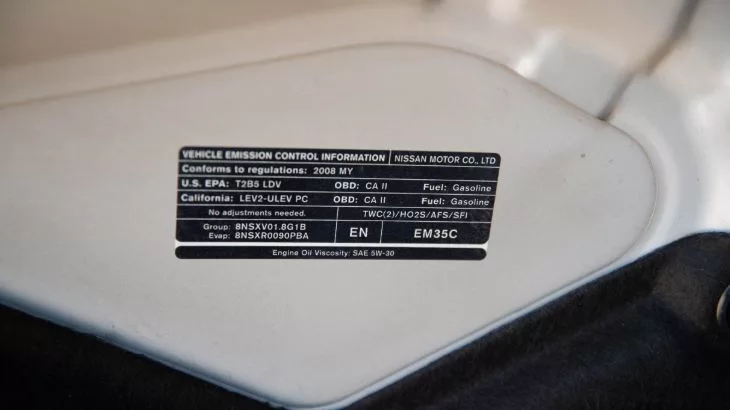 VEHICLE EMISSION CONTROL INFORMATION NISSAN MOTOR CO., LTD
Conforms to regulations: 2008 MY
U.S. EPA: T2B5 LDV OBD: CA II Fuel: Gasoline
California: LEV2-ULEV PC OBD: CA II Fuel: Gasoline
No adjustments needed. TWC(2)/HO2S/AFS/SFI
Group: 8NSXV01.8G1B
Evap: 8NSXR0090PBA
EN EM35C
Engine Oil Viscosity: SAE 5W-30